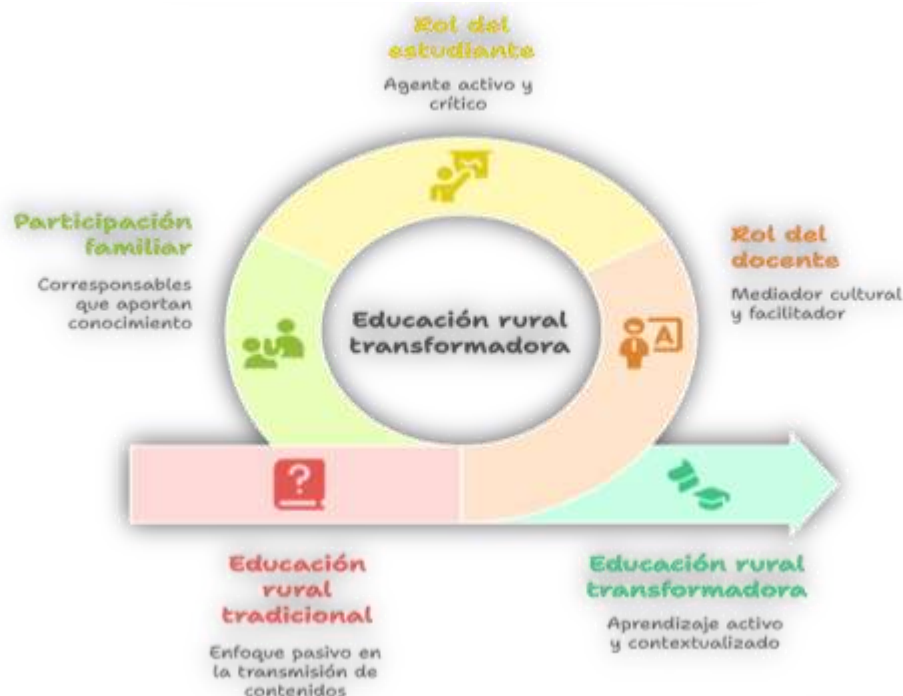 Rol del
estudiante
Agente activo y
crítico
Participación
familiar
Corresponsables
que aportan
conocimiento
Rol del
docente
Mediador cultural
y facilitador
Educación rural
transformadora
A
?
Educación
rural
tradicional
Enfoque pasivo en
la transmisión de
contenidos
Educación rural
transformadora
Aprendizaje activo
y contextualizado